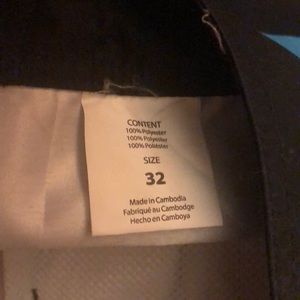 CONTENT
100% Polyester
100% Polyester
100% Poliéster
SIZE
32
Made in Cambodia
Fabriqué au Cambodge
Hecho en Camboya